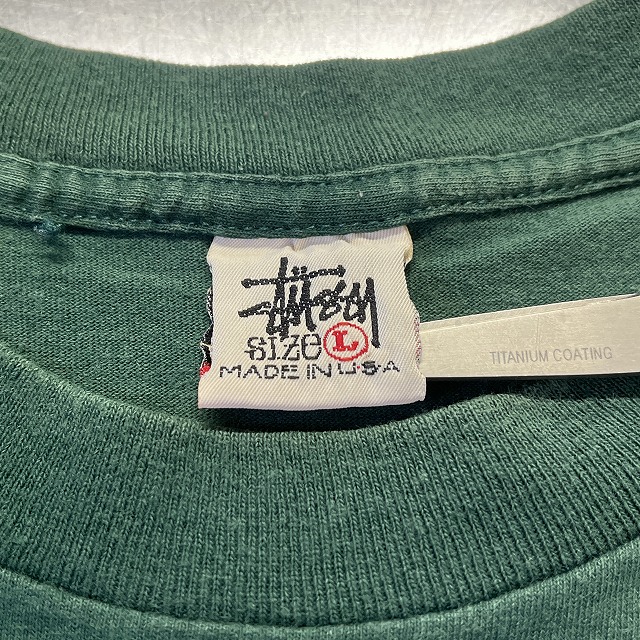 Stüssy
SIZE L
MADE IN U.S.A
TITANIUM COATING